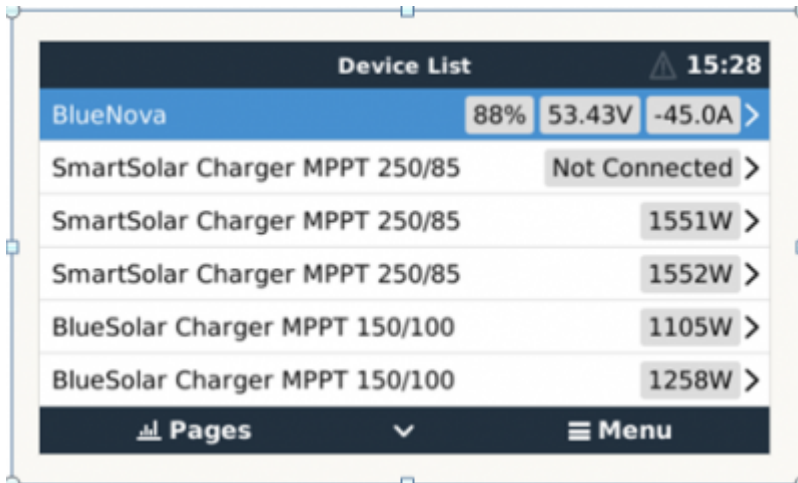 Device List 15:28
BlueNova 88% 53.43V -45.0A
SmartSolar Charger MPPT 250/85 Not Connected
SmartSolar Charger MPPT 250/85 1551W
SmartSolar Charger MPPT 250/85 1552W
BlueSolar Charger MPPT 150/100 1105W
BlueSolar Charger MPPT 150/100 1258W
Pages Menu